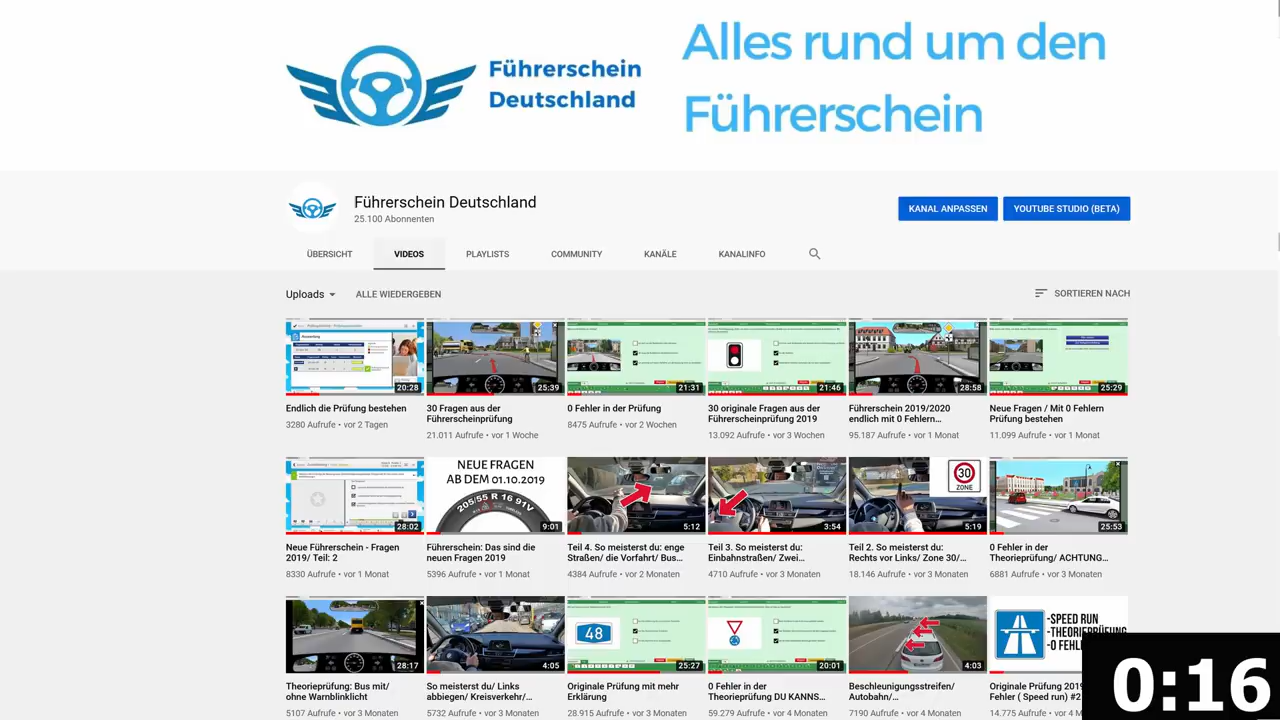 Führerschein
Deutschland
Alles rund um den
Führerschein
Führerschein Deutschland
25.100 Abonnenten
KANAL ANPASSEN
YOUTUBE STUDIO (BETA)
ÜBERSICHT
VIDEOS
PLAYLISTS
COMMUNITY
KANÄLE
KANALINFO
Uploads
ALLE WIEDERGEBEN
SORTIEREN NACH
20:28
25:39
21:31
21:46
28:58
25:29
Endlich die Prüfung bestehen
3280 Aufrufe • vor 2 Tagen
30 Fragen aus der
Führerscheinprüfung
21.011 Aufrufe • vor 1 Woche
0 Fehler in der Prüfung
8475 Aufrufe • vor 2 Wochen
30 originale Fragen aus der
Führerscheinprüfung 2019
13.092 Aufrufe • vor 3 Wochen
Führerschein 2019/2020
endlich mit 0 Fehlern…
95.187 Aufrufe • vor 1 Monat
Neue Fragen / Mit 0 Fehlern
Prüfung bestehen
11.099 Aufrufe • vor 1 Monat
28:02
NEUE FRAGEN
AB DEM 01.10.2019
205/55 R 16 91V
9:01
5:12
3:54
30
ZONE
5:19
25:53
Neue Führerschein - Fragen
2019/ Teil: 2
8330 Aufrufe • vor 1 Monat
Führerschein: Das sind die
neuen Fragen 2019
5396 Aufrufe • vor 1 Monat
Teil 4. So meisterst du: enge
Straßen/ die Vorfahrt/ Bus…
4384 Aufrufe • vor 2 Monaten
Teil 3. So meisterst du:
Einbahnstraßen/ Zwei…
4710 Aufrufe • vor 3 Monaten
Teil 2. So meisterst du:
Rechts vor Links/ Zone 30/…
18.146 Aufrufe • vor 3 Monaten
0 Fehler in der
Theorieprüfung/ ACHTUNG…
6881 Aufrufe • vor 3 Monaten
28:17
4:05
48
25:27
20:01
4:03
-SPEED RUN
-THEORIEPRÜFUNG
-0 FEHL
Theorieprüfung: Bus mit/
ohne Warnblinklicht
5107 Aufrufe • vor 3 Monaten
So meisterst du/ Links
abbiegen/ Kreisverkehr/…
5732 Aufrufe • vor 3 Monaten
Originale Prüfung mit mehr
Erklärung
28.915 Aufrufe • vor 3 Monaten
0 Fehler in der
Theorieprüfung DU KANNS…
59.279 Aufrufe • vor 4 Monaten
Beschleunigungsstreifen/
Autobahn/…
7190 Aufrufe • vor 4 Monaten
Originale Prüfung 201
Fehler ( Speed run) #2
14.775 Aufrufe • vor 4 M
0:16